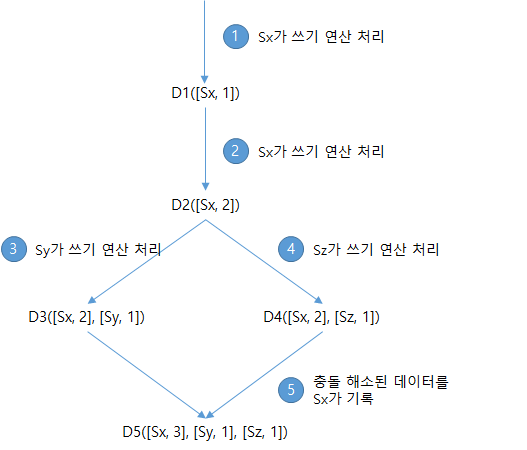 1 Sx가 쓰기 연산 처리
D1([Sx, 1])
2 Sx가 쓰기 연산 처리
D2([Sx, 2])
3 Sy가 쓰기 연산 처리
4 Sz가 쓰기 연산 처리
D3([Sx, 2], [Sy, 1])
D4([Sx, 2], [Sz, 1])
5 충돌 해소된 데이터를
Sx가 기록
D5([Sx, 3], [Sy, 1], [Sz, 1])